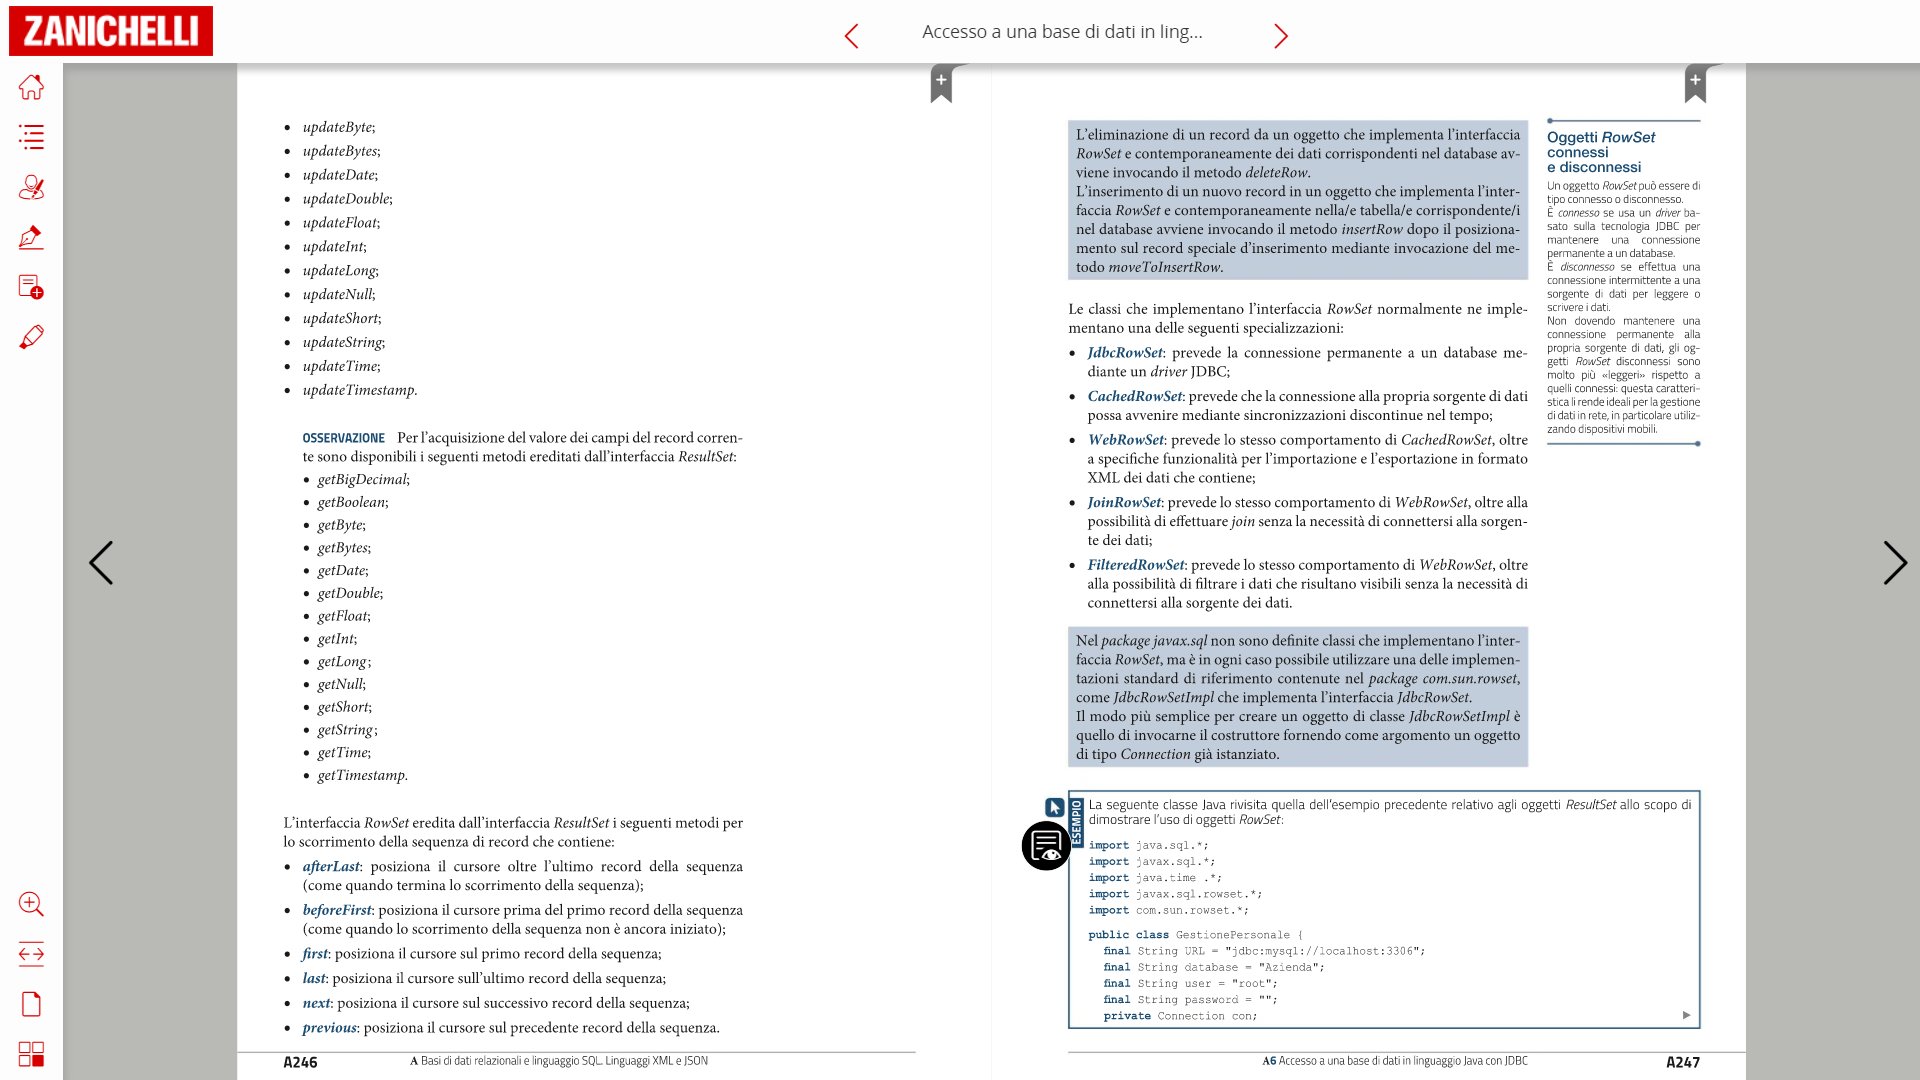 ZANICHELLI
Accesso a una base di dati in ling...
• updateByte;
• updateBytes;
• updateDate;
• updateDouble;
• updateFloat;
• updateInt;
• updateLong;
• updateNull;
• updateShort;
• updateString;
• updateTime;
• updateTimestamp.
OSSERVAZIONE Per l'acquisizione del valore dei campi del record corren-
te sono disponibili i seguenti metodi ereditati dall'interfaccia ResultSet:
• getBigDecimal;
• getBoolean;
• getByte;
• getBytes;
• getDate;
• getDouble;
• getFloat;
• getInt;
• getLong;
• getNull;
• getShort;
• getString;
• getTime;
• getTimestamp.
L'interfaccia RowSet eredita dall'interfaccia ResultSet i seguenti metodi per
lo scorrimento della sequenza di record che contiene:
• afterLast: posiziona il cursore oltre l'ultimo record della sequenza
(come quando termina lo scorrimento della sequenza);
• beforeFirst: posiziona il cursore prima del primo record della sequenza
(come quando lo scorrimento della sequenza non è ancora iniziato);
• first: posiziona il cursore sul primo record della sequenza;
• last: posiziona il cursore sull'ultimo record della sequenza;
• next: posiziona il cursore sul successivo record della sequenza;
• previous: posiziona il cursore sul precedente record della sequenza.
A246
A Basi di dati relazionali e linguaggio SQL. Linguaggi XML e JSON
L'eliminazione di un record da un oggetto che implementa l'interfaccia
RowSet e contemporaneamente dei dati corrispondenti nel database av-
viene invocando il metodo deleteRow.
L'inserimento di un nuovo record in un oggetto che implementa l'inter-
faccia RowSet e contemporaneamente nella/e tabella/e corrispondente/i
nel database avviene invocando il metodo insertRow dopo il posiziona-
mento sul record speciale d'inserimento mediante invocazione del me-
todo moveToInsertRow.
Le classi che implementano l'interfaccia RowSet normalmente ne imple-
mentano una delle seguenti specializzazioni:
• JdbcRowSet: prevede la connessione permanente a un database me-
diante un driver JDBC;
• CachedRowSet: prevede che la connessione alla propria sorgente di dati
possa avvenire mediante sincronizzazioni discontinue nel tempo;
• WebRowSet: prevede lo stesso comportamento di CachedRowSet, oltre
a specifiche funzionalità per l'importazione e l'esportazione in formato
XML dei dati che contiene;
• JoinRowSet: prevede lo stesso comportamento di WebRowSet, oltre alla
possibilità di effettuare join senza la necessità di connettersi alla sorgen-
te dei dati;
• FilteredRowSet: prevede lo stesso comportamento di WebRowSet, oltre
alla possibilità di filtrare i dati che risultano visibili senza la necessità di
connettersi alla sorgente dei dati.
Nel package javax.sql non sono definite classi che implementano l'inter-
faccia RowSet, ma è in ogni caso possibile utilizzare una delle implemen-
tazioni standard di riferimento contenute nel package com.sun.rowset,
come JdbcRowSetImpl che implementa l'interfaccia JdbcRowSet.
Il modo più semplice per creare un oggetto di classe JdbcRowSetImpl è
quello di invocarne il costruttore fornendo come argomento un oggetto
di tipo Connection già istanziato.
Oggetti RowSet
connessi
e disconnessi
Un oggetto RowSet può essere di
tipo connesso o disconnesso.
È connesso se usa un driver ba-
sato sulla tecnologia JDBC per
mantenere una connessione
permanente a un database.
È disconnesso se effettua una
connessione intermittente a una
sorgente di dati per leggere o
scrivere i dati.
Non dovendo mantenere una
connessione permanente alla
propria sorgente di dati, gli og-
getti RowSet disconnessi sono
molto più «leggeri» rispetto a
quelli connessi: questa caratteri-
stica li rende ideali per la gestione
di dati in rete, in particolare utiliz-
zando dispositivi mobili.
ESEMPIO
La seguente classe Java rivisita quella dell'esempio precedente relativo agli oggetti ResultSet allo scopo di
dimostrare l'uso di oggetti RowSet:
import java.sql.*;
import javax.sql.*;
import java.time .*;
import javax.sql.rowset.*;
import com.sun.rowset.*;
public class GestionePersonale {
final String URL = "jdbc:mysql://localhost:3306";
final String database = "Azienda";
final String user = "root";
final String password = "";
private Connection con;
A6 Accesso a una base di dati in linguaggio Java con JDBC
A247